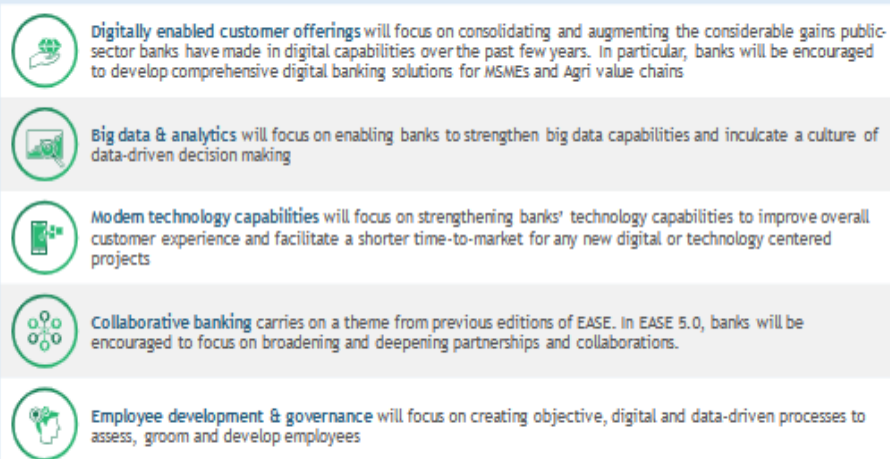 Digitally enabled customer offerings will focus on consolidating and augmenting the considerable gains public-
sector banks have made in digital capabilities over the past few years. In particular, banks will be encouraged
to develop comprehensive digital banking solutions for MSMEs and Agri value chains
Big data & analytics will focus on enabling banks to strengthen big data capabilities and inculcate a culture of
data-driven decision making
Modern technology capabilities will focus on strengthening banks' technology capabilities to improve overall
customer experience and facilitate a shorter time-to-market for any new digital or technology centered
projects
Collaborative banking carries on a theme from previous editions of EASE. In EASE 5.0, banks will be
encouraged to focus on broadening and deepening partnerships and collaborations.
Employee development & governance will focus on creating objective, digital and data-driven processes to
assess, groom and develop employees